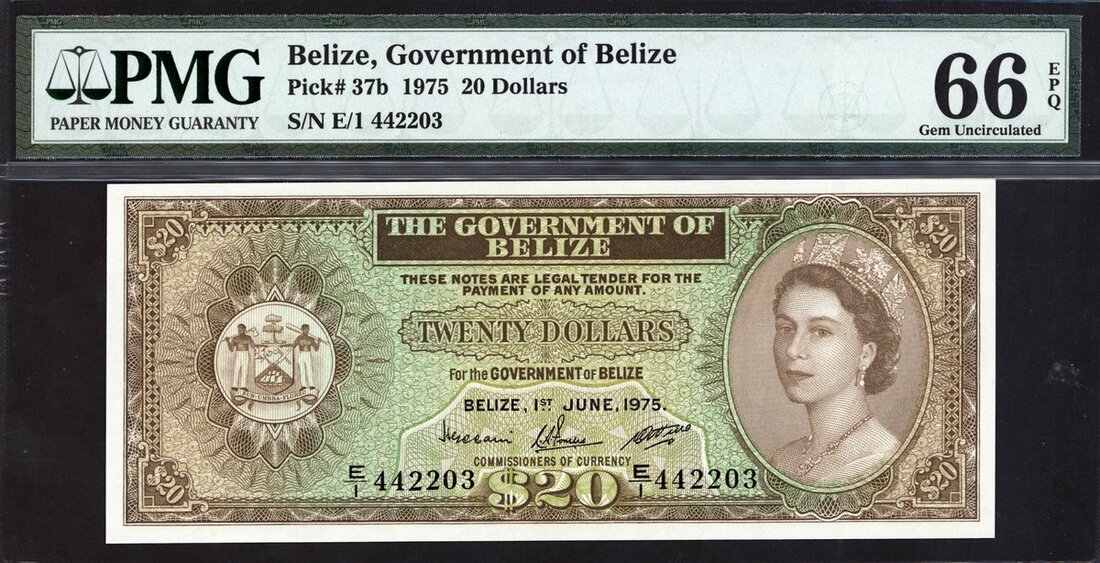 PMG
PAPER MONEY GUARANTY
Belize, Government of Belize
Pick# 37b 1975 20 Dollars
S/N E/1 442203
66 EPQ
Gem Uncirculated
$20
$20
THE GOVERNMENT OF
BELIZE
THESE NOTES ARE LEGAL TENDER FOR THE
PAYMENT OF ANY AMOUNT.
TWENTY DOLLARS
For the GOVERNMENT of BELIZE
BELIZE, 1ST JUNE, 1975.
COMMISSIONERS OF CURRENCY
E/1 442203
$20
E/1 442203
$20
$20